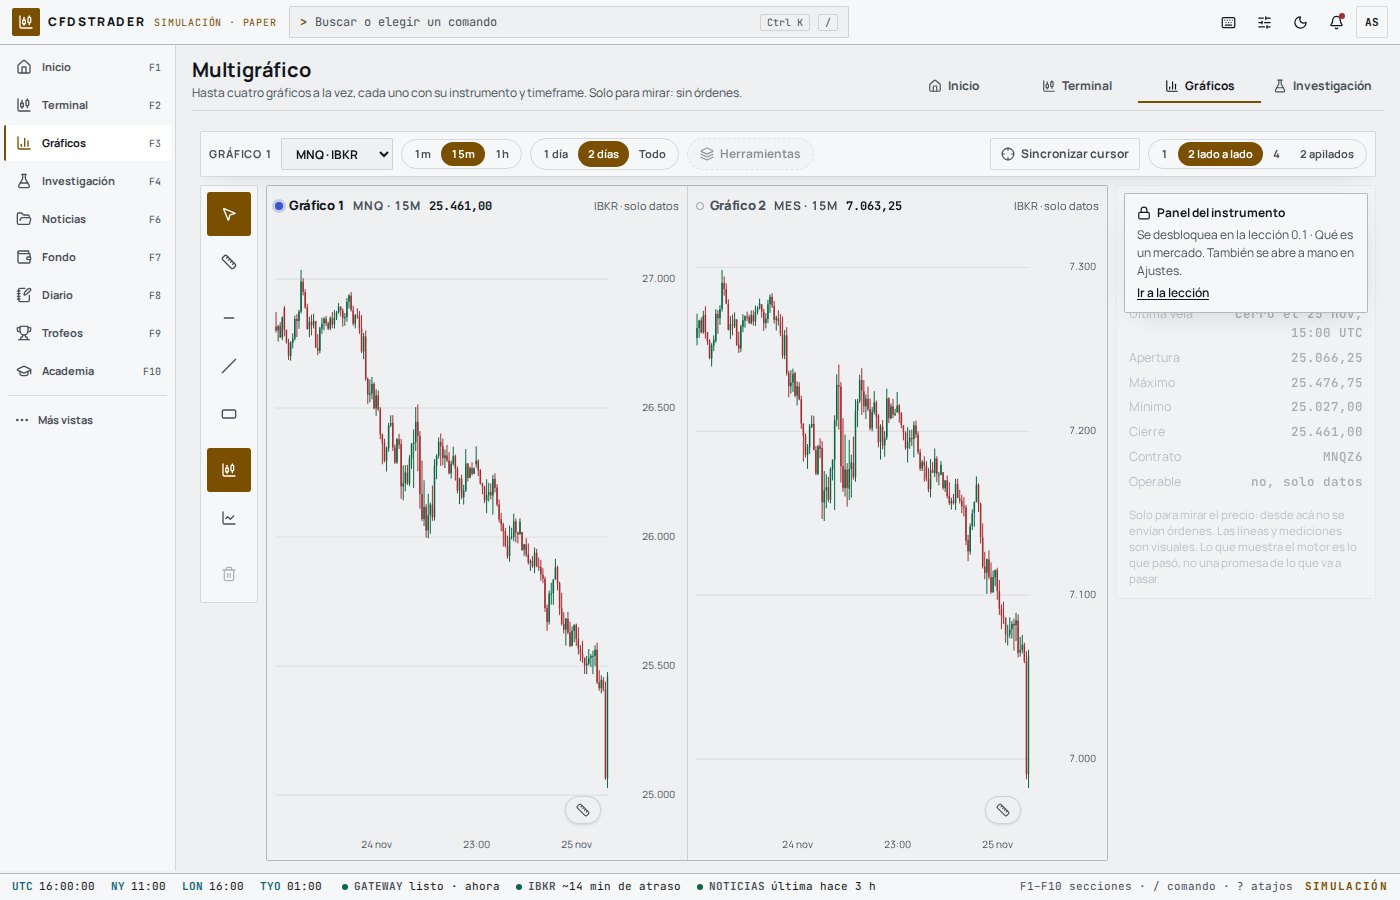 CFDSTRADER SIMULACIÓN · PAPER
> Buscar o elegir un comando Ctrl K /
AS
Inicio F1
Terminal F2
Gráficos F3
Investigación F4
Noticias F6
Fondo F7
Diario F8
Trofeos F9
Academia F10
Más vistas
Multigráfico
Hasta cuatro gráficos a la vez, cada uno con su instrumento y timeframe. Solo para mirar: sin órdenes.
Inicio Terminal Gráficos Investigación
GRÁFICO 1 MNQ·IBKR 1m 15m 1h 1 día 2 días Todo Herramientas Sincronizar cursor 1 2 lado a lado 4 2 apilados
Gráfico 1 MNQ · 15M 25.461,00 IBKR · solo datos
27.000
26.500
26.000
25.500
25.000
24 nov 23:00 25 nov
Gráfico 2 MES · 15M 7.063,25 IBKR · solo datos
7.300
7.200
7.100
7.000
24 nov 23:00 25 nov
Panel del instrumento
Se desbloquea en la lección 0.1 · Qué es
un mercado. También se abre a mano en
Ajustes.
Ir a la lección
Última vela cerró el 25 nov,
15:00 UTC
Apertura 25.066,25
Máximo 25.476,75
Mínimo 25.027,00
Cierre 25.461,00
Contrato MNQZ6
Operable no, solo datos
Solo para mirar el precio: desde acá no se
envían órdenes. Las líneas y mediciones
son visuales. Lo que muestra el motor es lo
que pasó, no una promesa de lo que va a
pasar.
UTC 16:00:00 NY 11:00 LON 16:00 TYO 01:00 GATEWAY listo · ahora IBKR ~14 min de atraso NOTICIAS última hace 3 h F1–F10 secciones · / comando · ? atajos SIMULACIÓN